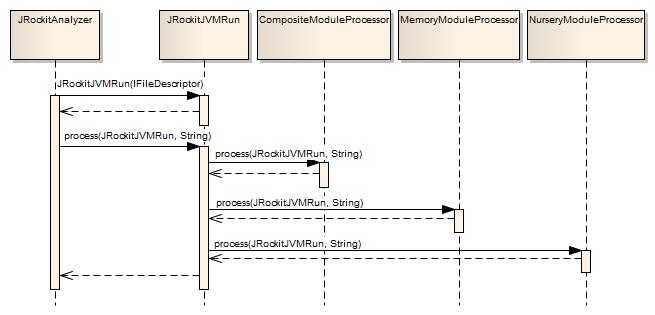 JRockitAnalyzer
JRockitJVMRun
CompositeModuleProcessor
MemoryModuleProcessor
NurseryModuleProcessor
JRockitJVMRun(IFileDescriptor)
process(JRockitJVMRun, String)
process(JRockitJVMRun, String)
process(JRockitJVMRun, String)
process(JRockitJVMRun, String)